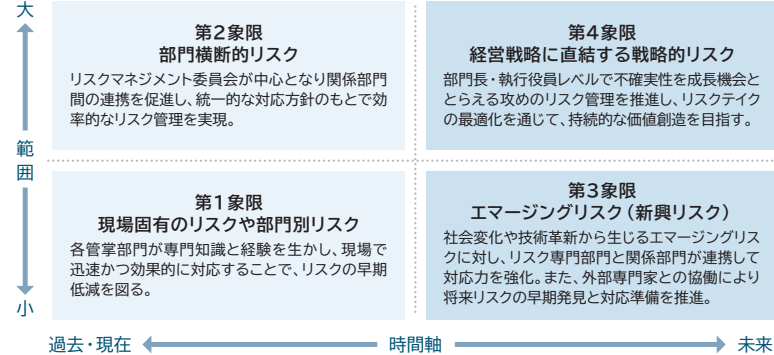 大
範囲
小
第2象限
部門横断的リスク
リスクマネジメント委員会が中心となり関係部門
間の連携を促進し、統一的な対応方針のもとで効
率的なリスク管理を実現。
第4象限
経営戦略に直結する戦略的リスク
部門長・執行役員レベルで不確実性を成長機会と
とらえる攻めのリスク管理を推進し、リスクテイク
の最適化を通じて、持続的な価値創造を目指す。
第1象限
現場固有のリスクや部門別リスク
各管掌部門が専門知識と経験を生かし、現場で
迅速かつ効果的に対応することで、リスクの早期
低減を図る。
第3象限
エマージングリスク（新興リスク）
社会変化や技術革新から生じるエマージングリス
クに対し、リスク専門部門と関係部門が連携して
対応力を強化。また、外部専門家との協働により
将来リスクの早期発見と対応準備を推進。
過去・現在 時間軸 未来